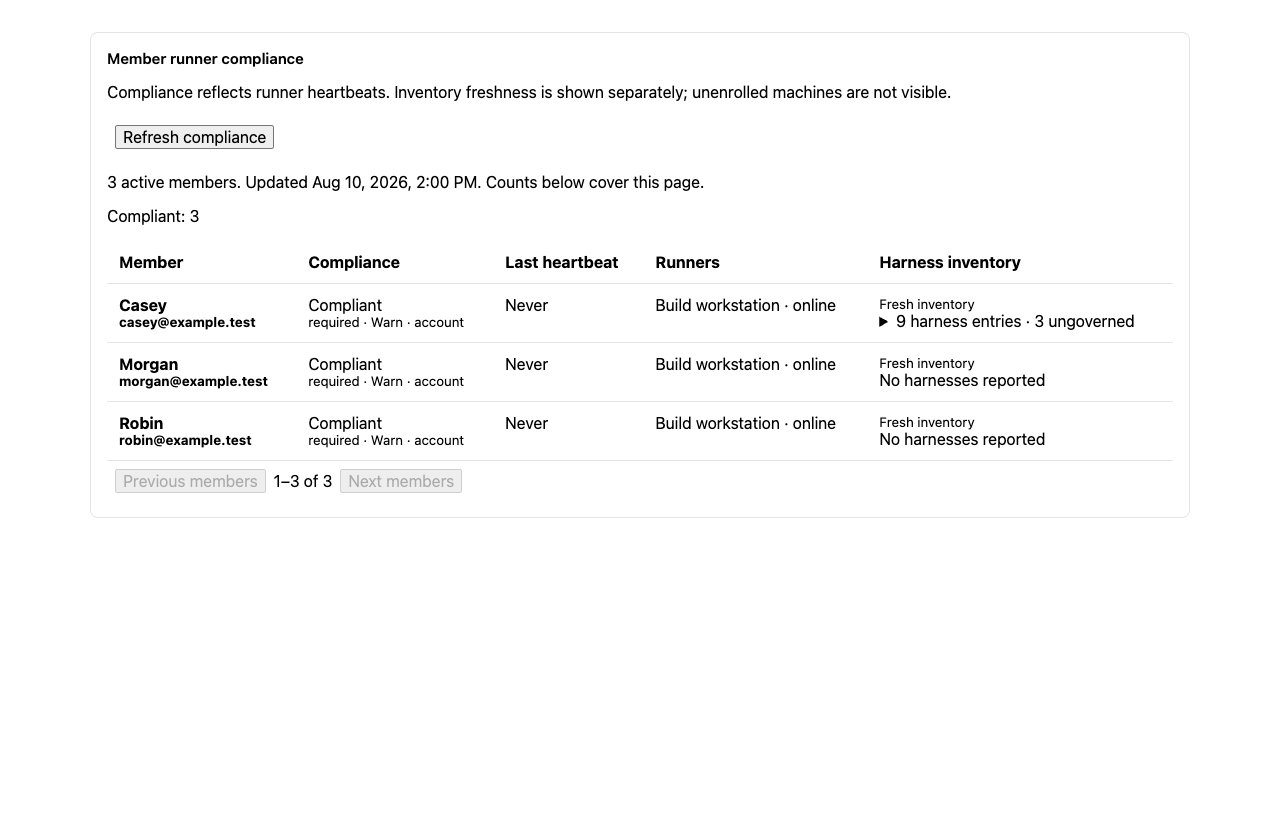 Member runner compliance
Compliance reflects runner heartbeats. Inventory freshness is shown separately; unenrolled machines are not visible.
Refresh compliance
3 active members. Updated Aug 10, 2026, 2:00 PM. Counts below cover this page.
Compliant: 3
Member Compliance Last heartbeat Runners Harness inventory
Casey Compliant Never Build workstation · online Fresh inventory
casey@example.test required · Warn · account ▶ 9 harness entries · 3 ungoverned
Morgan Compliant Never Build workstation · online Fresh inventory
morgan@example.test required · Warn · account No harnesses reported
Robin Compliant Never Build workstation · online Fresh inventory
robin@example.test required · Warn · account No harnesses reported
Previous members 1–3 of 3 Next members